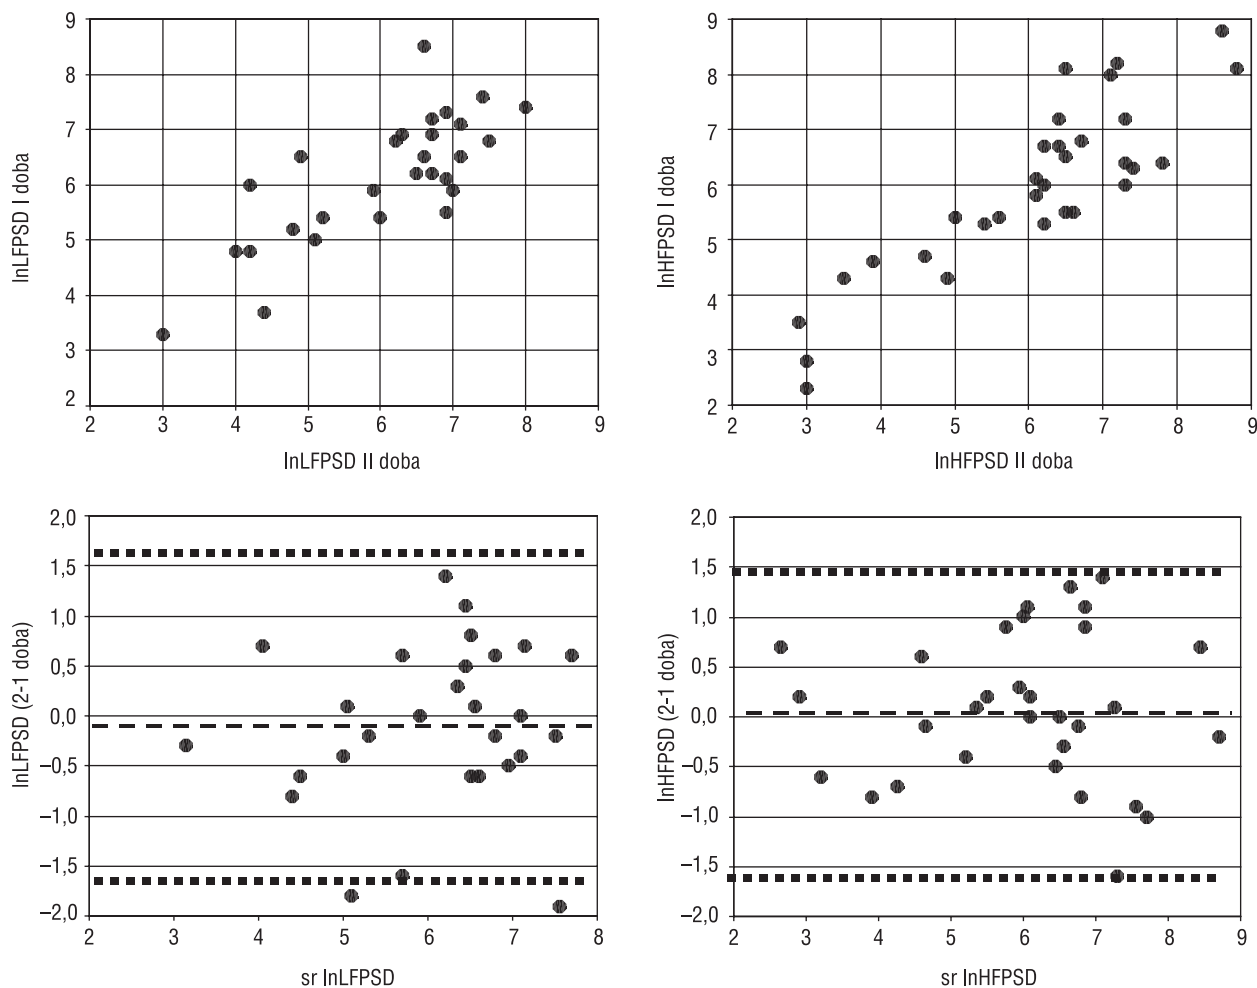 9
8
7
6
5
4
3
2
lnLFPSD I doba
2 3 4 5 6 7 8 9
lnLFPSD II doba
9
8
7
6
5
4
3
2
lnHFPSD I doba
2 3 4 5 6 7 8 9
lnHFPSD II doba
2,0
1,5
1,0
0,5
0,0
–0,5
–1,0
–1,5
–2,0
lnLFPSD (2-1 doba)
2 3 4 5 6 7 8
sr lnLFPSD
2,0
1,5
1,0
0,5
0,0
–0,5
–1,0
–1,5
–2,0
lnHFPSD (2-1 doba)
2 3 4 5 6 7 8 9
sr lnHFPSD